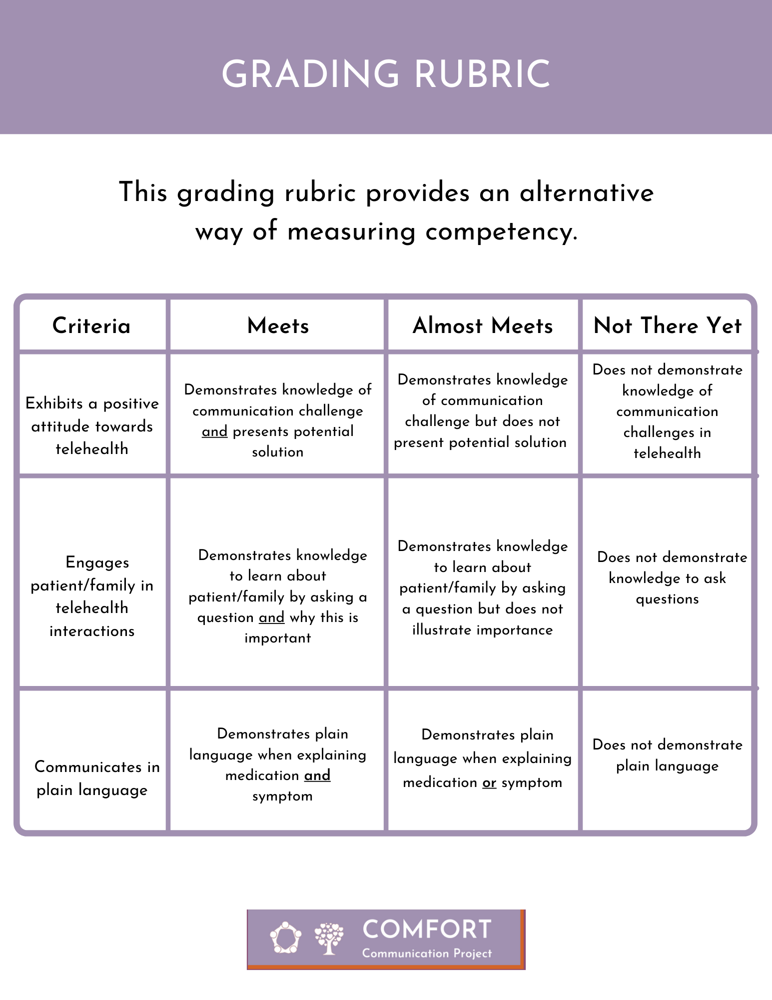 GRADING RUBRIC
This grading rubric provides an alternative
way of measuring competency.
Criteria
Meets
Almost Meets
Not There Yet
Exhibits a positive
attitude towards
telehealth
Demonstrates knowledge of
communication challenge
and presents potential
solution
Demonstrates knowledge
of communication
challenge but does not
present potential solution
Does not demonstrate
knowledge of
communication
challenges in
telehealth
Engages
patient/family in
telehealth
interactions
Demonstrates knowledge
to learn about
patient/family by asking a
question and why this is
important
Demonstrates knowledge
to learn about
patient/family by asking
a question but does not
illustrate importance
Does not demonstrate
knowledge to ask
questions
Communicates in
plain language
Demonstrates plain
language when explaining
medication and
symptom
Demonstrates plain
language when explaining
medication or symptom
Does not demonstrate
plain language
COMFORT
Communication Project